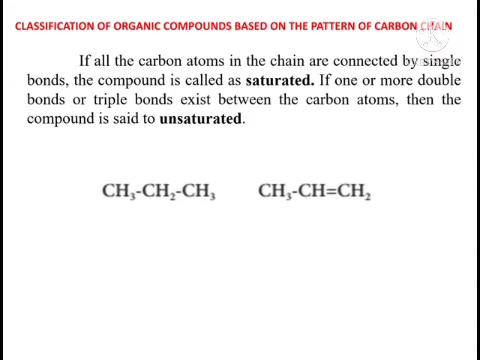 CLASSIFICATION OF ORGANIC COMPOUNDS BASED ON THE PATTERN OF CARBON CHAIN
If all the carbon atoms in the chain are connected by single
bonds, the compound is called as saturated. If one or more double
bonds or triple bonds exist between the carbon atoms, then the
compound is said to unsaturated.
CH₃-CH₂-CH₃ CH₃-CH=CH₂